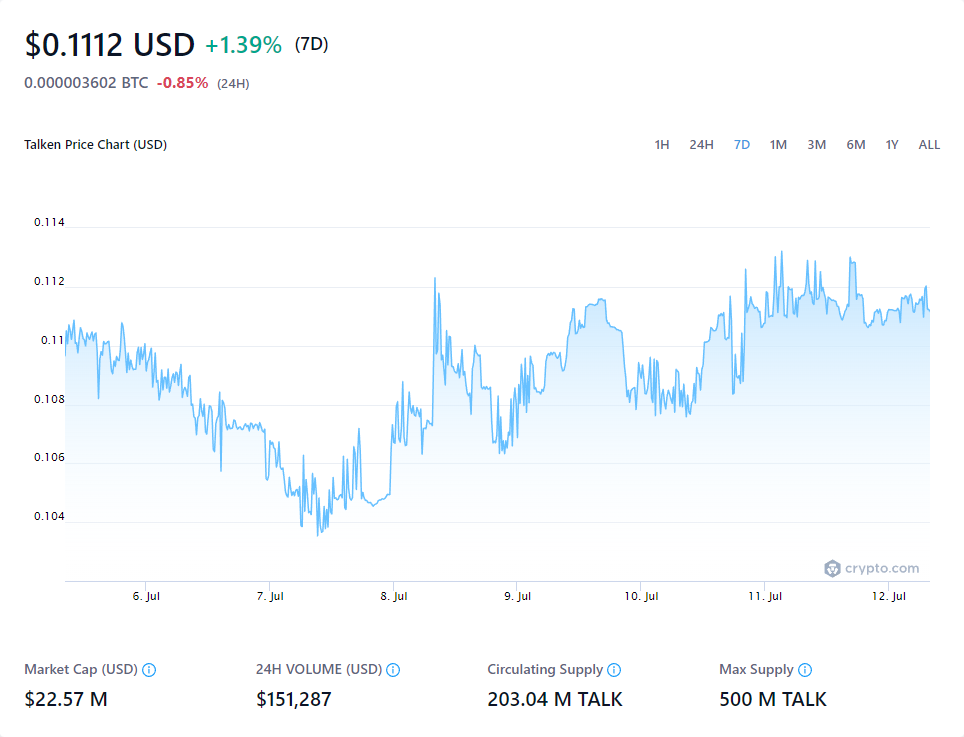 $0.1112 USD +1.39% (7D)
0.000003602 BTC -0.85% (24H)
Talken Price Chart (USD) 1H 24H 7D 1M 3M 6M 1Y ALL
0.114
0.112
0.11
0.108
0.106
0.104
crypto.com
6. Jul 7. Jul 8. Jul 9. Jul 10. Jul 11. Jul 12. Jul
Market Cap (USD) 24H VOLUME (USD) Circulating Supply Max Supply
$22.57 M $151,287 203.04 M TALK 500 M TALK